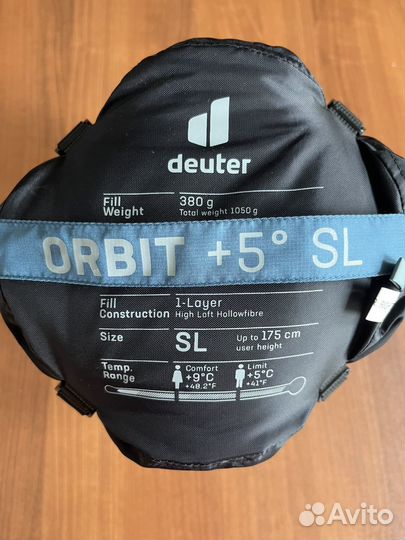 deuter
Fill Weight 380 g
Total weight 1050 g
ORBIT +5° SL
Fill Construction 1-Layer
High Loft Hollowfibre
Size SL Up to 175 cm
user height
Temp. Range Comfort Limit
+9°C +5°C
+48.2°F +41°F
Avito